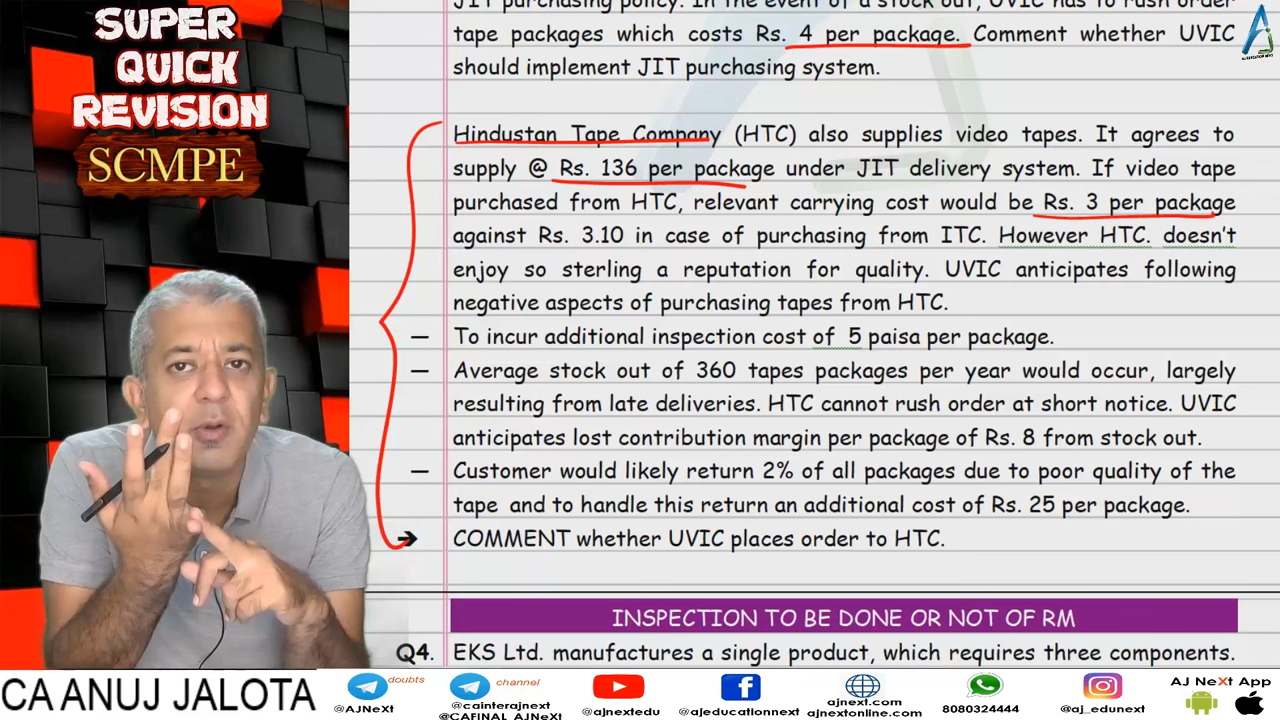 SUPER
QUICK
REVISION
SCMPE
JIT purchasing policy. In the event of a stock out, UVIC has to rush order
tape packages which costs Rs. 4 per package. Comment whether UVIC
should implement JIT purchasing system.
Hindustan Tape Company (HTC) also supplies video tapes. It agrees to
supply @ Rs. 136 per package under JIT delivery system. If video tape
purchased from HTC, relevant carrying cost would be Rs. 3 per package
against Rs. 3.10 in case of purchasing from ITC. However HTC. doesn't
enjoy so sterling a reputation for quality. UVIC anticipates following
negative aspects of purchasing tapes from HTC.
– To incur additional inspection cost of 5 paisa per package.
– Average stock out of 360 tapes packages per year would occur, largely
resulting from late deliveries. HTC cannot rush order at short notice. UVIC
anticipates lost contribution margin per package of Rs. 8 from stock out.
– Customer would likely return 2% of all packages due to poor quality of the
tape and to handle this return an additional cost of Rs. 25 per package.
➔ COMMENT whether UVIC places order to HTC.
INSPECTION TO BE DONE OR NOT OF RM
Q4. EKS Ltd. manufactures a single product, which requires three components.
CA ANUJ JALOTA
doubts
@AJNeXt
channel
@cainterajnext
@CAFINAL_AJNeXt
@ajnextedu
@ajeducationnext
ajnext.com
ajnextonline.com
8080324444
@aj_edunext
AJ NeXt App